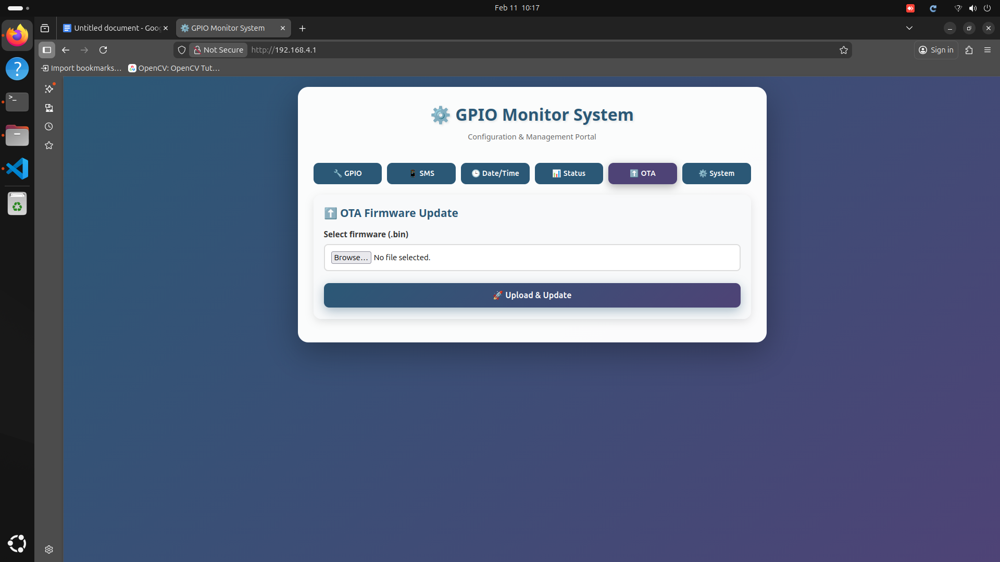 Feb 11 10:17
Untitled document - Goo
GPIO Monitor System
Not Secure
http://192.168.4.1
Sign in
Import bookmarks...
OpenCV: OpenCV Tut...
⚙️ GPIO Monitor System
Configuration & Management Portal
🔧 GPIO
📱 SMS
🕒 Date/Time
📊 Status
⬆️ OTA
⚙️ System
⬆️ OTA Firmware Update
Select firmware (.bin)
Browse... No file selected.
🚀 Upload & Update